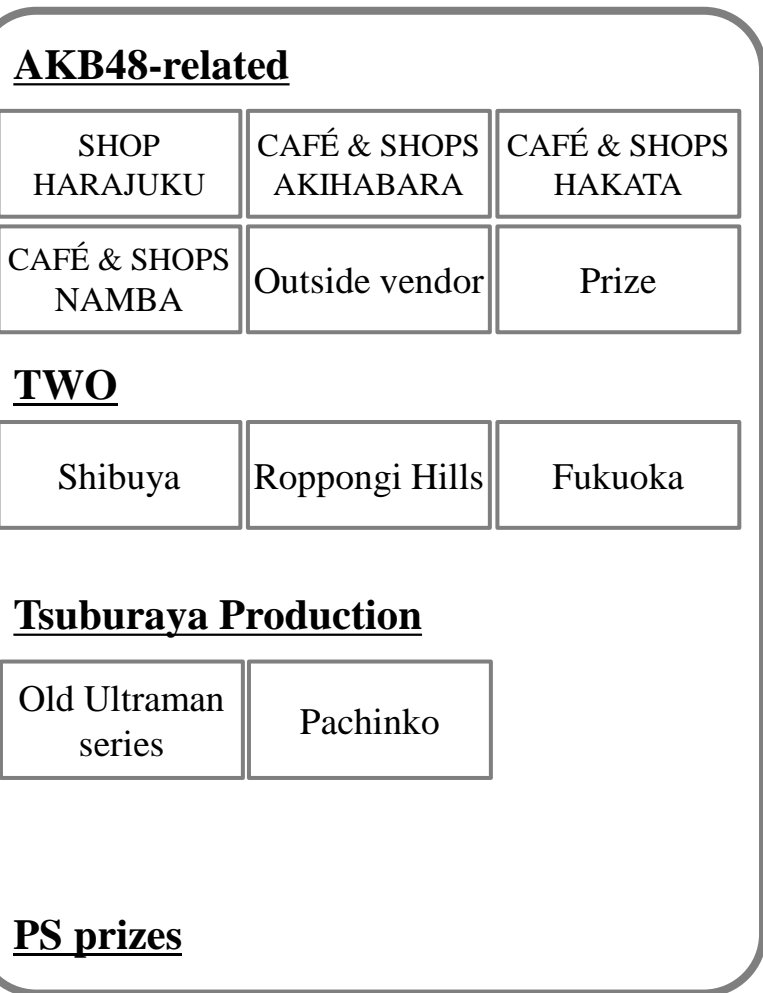 AKB48-related
SHOP
HARAJUKU
CAFÉ & SHOPS
AKIHABARA
CAFÉ & SHOPS
HAKATA
CAFÉ & SHOPS
NAMBA
Outside vendor
Prize
TWO
Shibuya
Roppongi Hills
Fukuoka
Tsuburaya Production
Old Ultraman
series
Pachinko
PS prizes